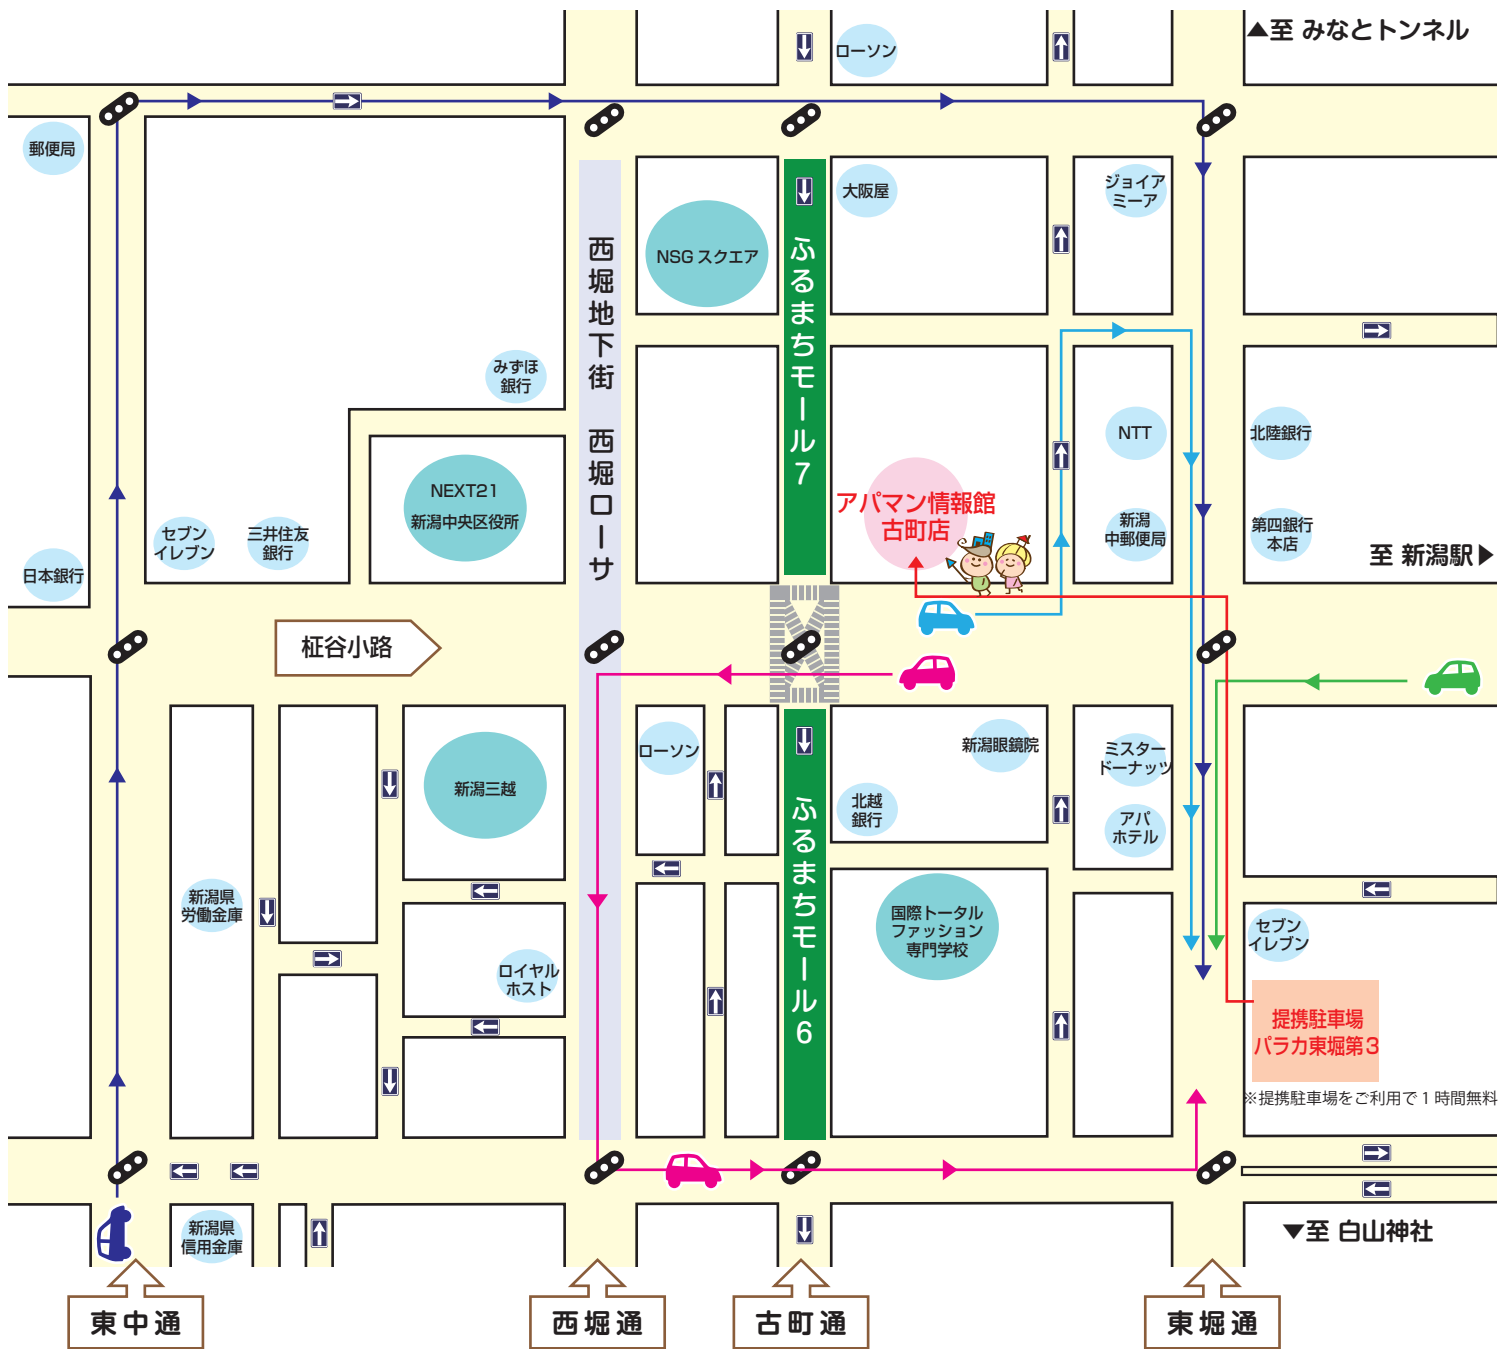 ▲至 みなとトンネル
ローソン
郵便局
大阪屋
ジョイア
ミーア
NSG スクエア
西堀地下街 西堀ローサ
ふるまちモール7
みずほ
銀行
NEXT21
新潟中央区役所
セブン
イレブン
三井住友
銀行
日本銀行
アパマン情報館
古町店
NTT
新潟
中郵便局
北陸銀行
第四銀行
本店
至 新潟駅▶
柾谷小路
新潟三越
ローソン
新潟眼鏡院
北越
銀行
ミスター
ドーナッツ
アパ
ホテル
ふるまちモール6
新潟県
労働金庫
ロイヤル
ホスト
国際トータル
ファッション
専門学校
セブン
イレブン
提携駐車場
パラカ東堀第3
※提携駐車場をご利用で1時間無料
新潟県
信用金庫
▼至 白山神社
東中通
西堀通
古町通
東堀通